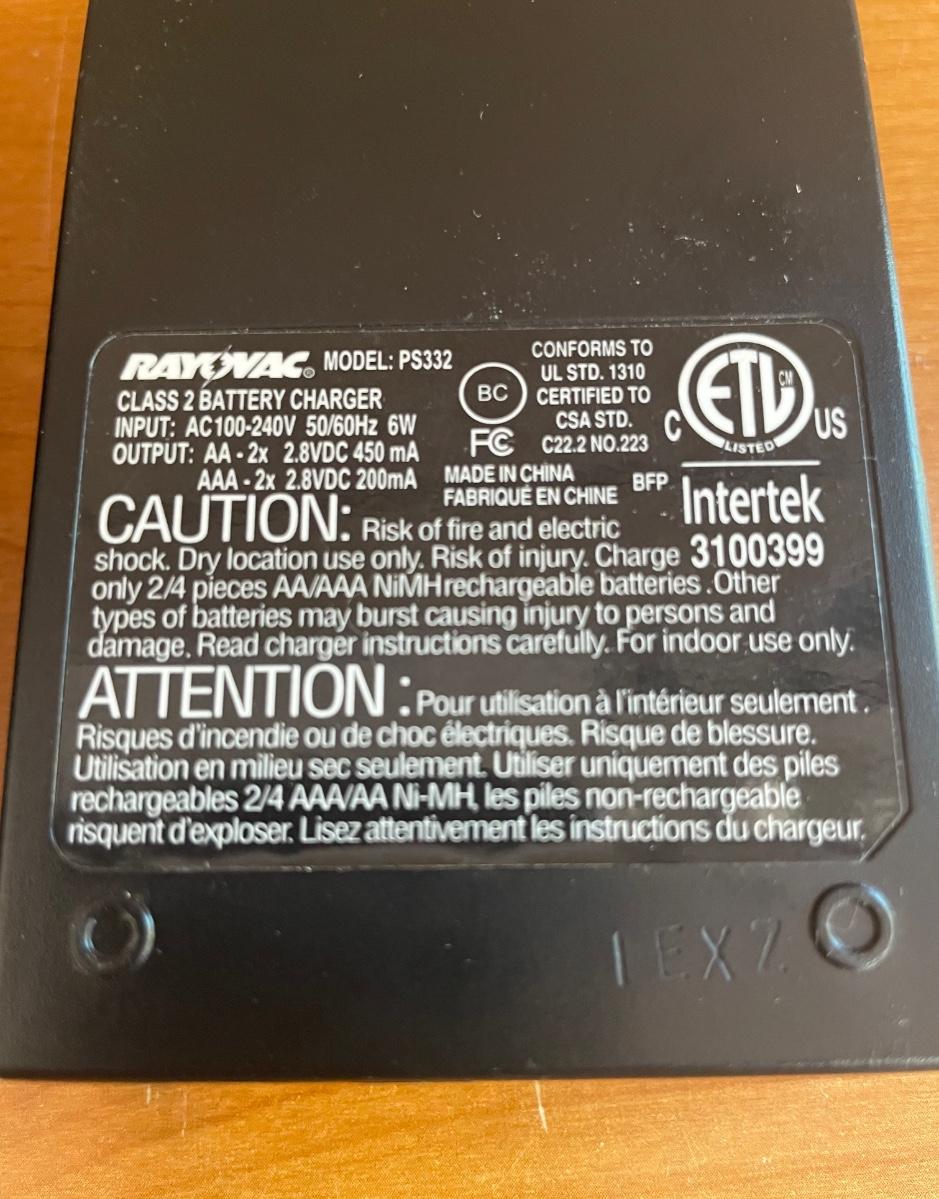 RAYOVAC® MODEL: PS332
CLASS 2 BATTERY CHARGER
INPUT: AC100-240V 50/60Hz 6W
OUTPUT: AA - 2x 2.8VDC 450 mA
AAA - 2x 2.8VDC 200mA
BC
FC
CONFORMS TO
UL STD. 1310
CERTIFIED TO
CSA STD.
C22.2 NO.223
MADE IN CHINA
FABRIQUÉ EN CHINE
BFP
ETL CM
LISTED
C US
Intertek
3100399
CAUTION: Risk of fire and electric
shock. Dry location use only. Risk of injury. Charge
only 2/4 pieces AA/AAA NiMH rechargeable batteries .Other
types of batteries may burst causing injury to persons and
damage. Read charger instructions carefully. For indoor use only.
ATTENTION : Pour utilisation à l'intérieur seulement .
Risques d'incendie ou de choc électriques. Risque de blessure.
Utilisation en milieu sec seulement. Utiliser uniquement des piles
rechargeables 2/4 AAA/AA Ni-MH, les piles non-rechargeable
risquent d'exploser. Lisez attentivement les instructions du chargeur.
1EX7